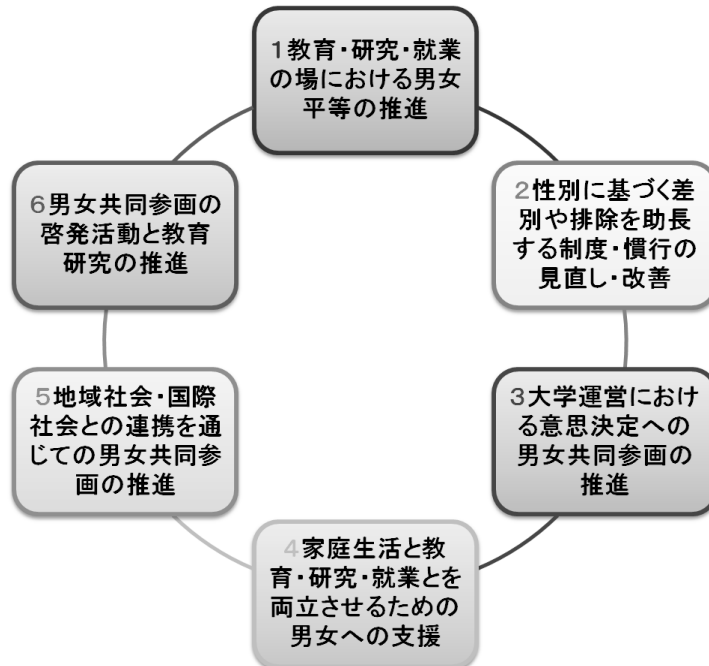 1教育・研究・就業
の場における男女
平等の推進
2性別に基づく差
別や排除を助長
する制度・慣行の
見直し・改善
3大学運営におけ
る意思決定への
男女共同参画の
推進
4家庭生活と教
育・研究・就業とを
両立させるための
男女への支援
5地域社会・国際
社会との連携を通
じての男女共同参
画の推進
6男女共同参画の
啓発活動と教育
研究の推進